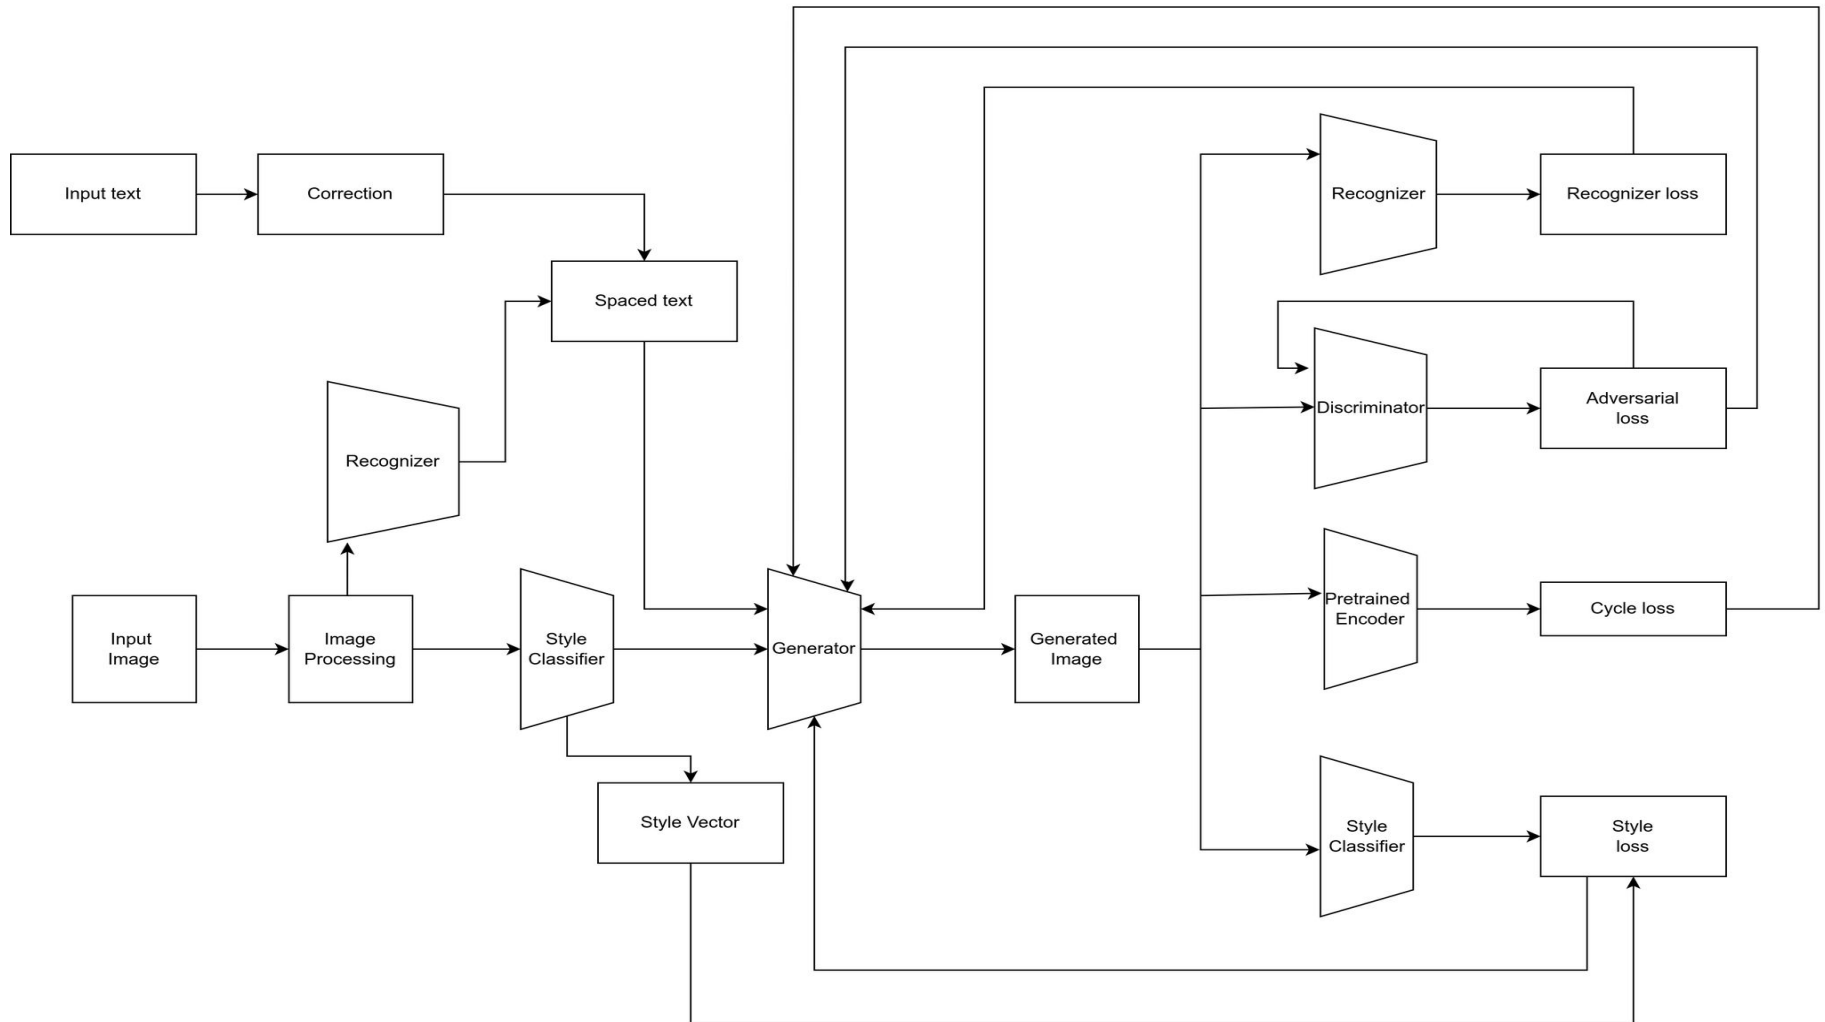 Input text
Correction
Recognizer
Recognizer loss
Spaced text
Discriminator
Adversarial
loss
Recognizer
Pretrained
Encoder
Cycle loss
Input
Image
Image
Processing
Style
Classifier
Generator
Generated
Image
Style Vector
Style
Classifier
Style
loss